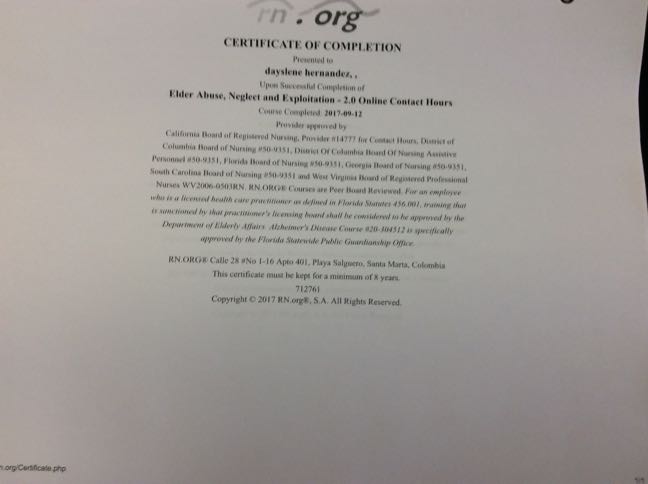 rn.org
CERTIFICATE OF COMPLETION
Presented to
dayslene hernandez, ,
Upon Successful Completion of
Elder Abuse, Neglect and Exploitation - 2.0 Online Contact Hours
Course Completed: 2017-09-12
Provider approved by
California Board of Registered Nursing, Provider #14777 for Contact Hours, District of
Columbia Board of Nursing #50-9351, District Of Columbia Board Of Nursing Assistive
Personnel #50-9351, Florida Board of Nursing #50-9351, Georgia Board of Nursing #50-9351,
South Carolina Board of Nursing #50-9351 and West Virginia Board of Registered Professional
Nurses WV2006-0503RN. RN.ORG® Courses are Peer Board Reviewed. For an employee
who is a licensed health care practitioner as defined in Florida Statutes 456.001, training that
is sanctioned by that practitioner's licensing board shall be considered to be approved by the
Department of Elderly Affairs. Alzheimer's Disease Course #20-304512 is specifically
approved by the Florida Statewide Public Guardianship Office.
RN.ORG® Calle 28 #No 1-16 Apto 401, Playa Salguero, Santa Marta, Colombia
This certificate must be kept for a minimum of 8 years.
712761
Copyright © 2017 RN.org®, S.A. All Rights Reserved.
n.org/Certificate.php